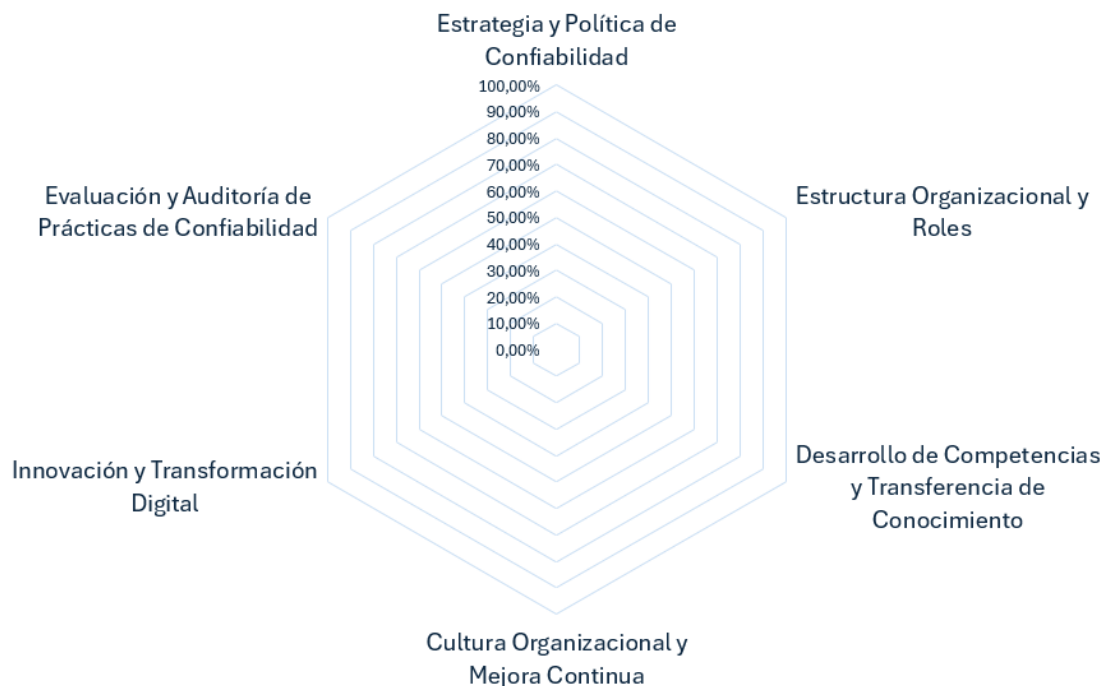 Estrategia y Política de
Confiabilidad
100,00%
90,00%
80,00%
70,00%
60,00%
50,00%
40,00%
30,00%
20,00%
10,00%
0,00%
Estructura Organizacional y
Roles
Desarrollo de Competencias
y Transferencia de
Conocimiento
Cultura Organizacional y
Mejora Continua
Innovación y Transformación
Digital
Evaluación y Auditoría de
Prácticas de Confiabilidad